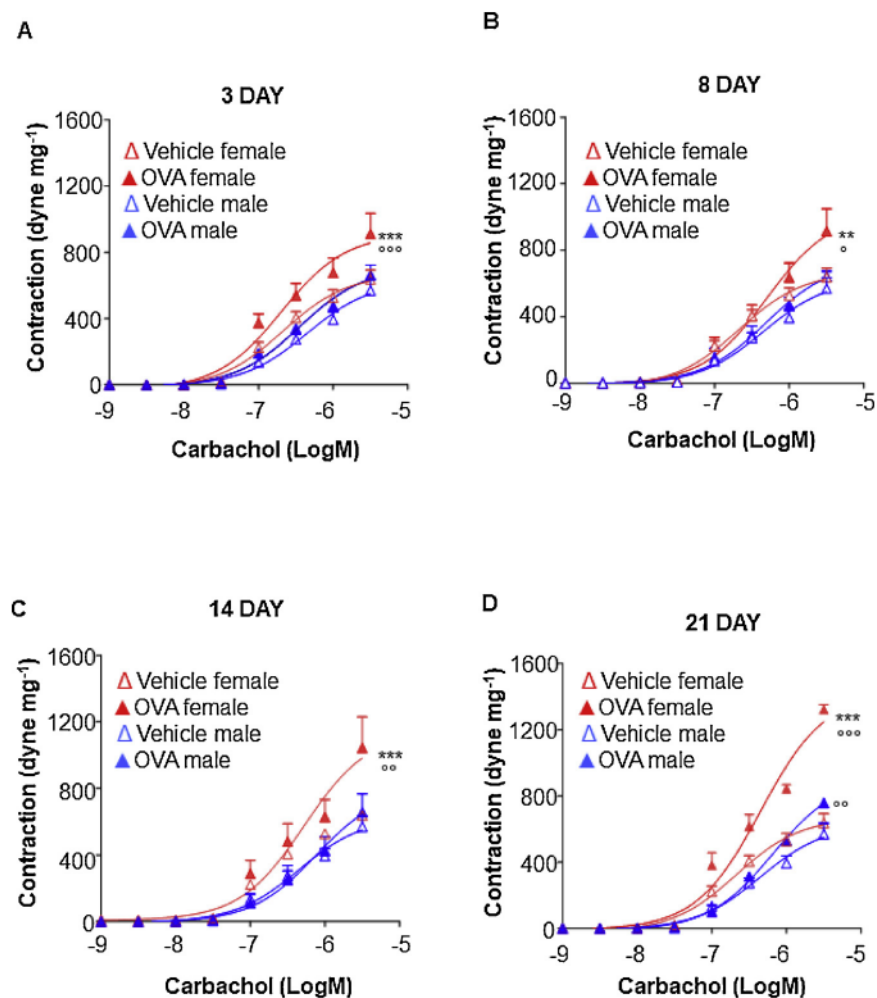 A
3 DAY
Contraction (dyne mg⁻¹)
1600
1200
800
400
0
Vehicle female
OVA female
Vehicle male
OVA male
***
°°°
-9 -8 -7 -6 -5
Carbachol (LogM)
B
8 DAY
Contraction (dyne mg⁻¹)
1600
1200
800
400
0
Vehicle female
OVA female
Vehicle male
OVA male
**
°
-9 -8 -7 -6 -5
Carbachol (LogM)
C
14 DAY
Contraction (dyne mg⁻¹)
1600
1200
800
400
0
Vehicle female
OVA female
Vehicle male
OVA male
***
°°
-9 -8 -7 -6 -5
Carbachol (LogM)
D
21 DAY
Contraction (dyne mg⁻¹)
1600
1200
800
400
0
Vehicle female
OVA female
Vehicle male
OVA male
***
°°°
°°
-9 -8 -7 -6 -5
Carbachol (LogM)